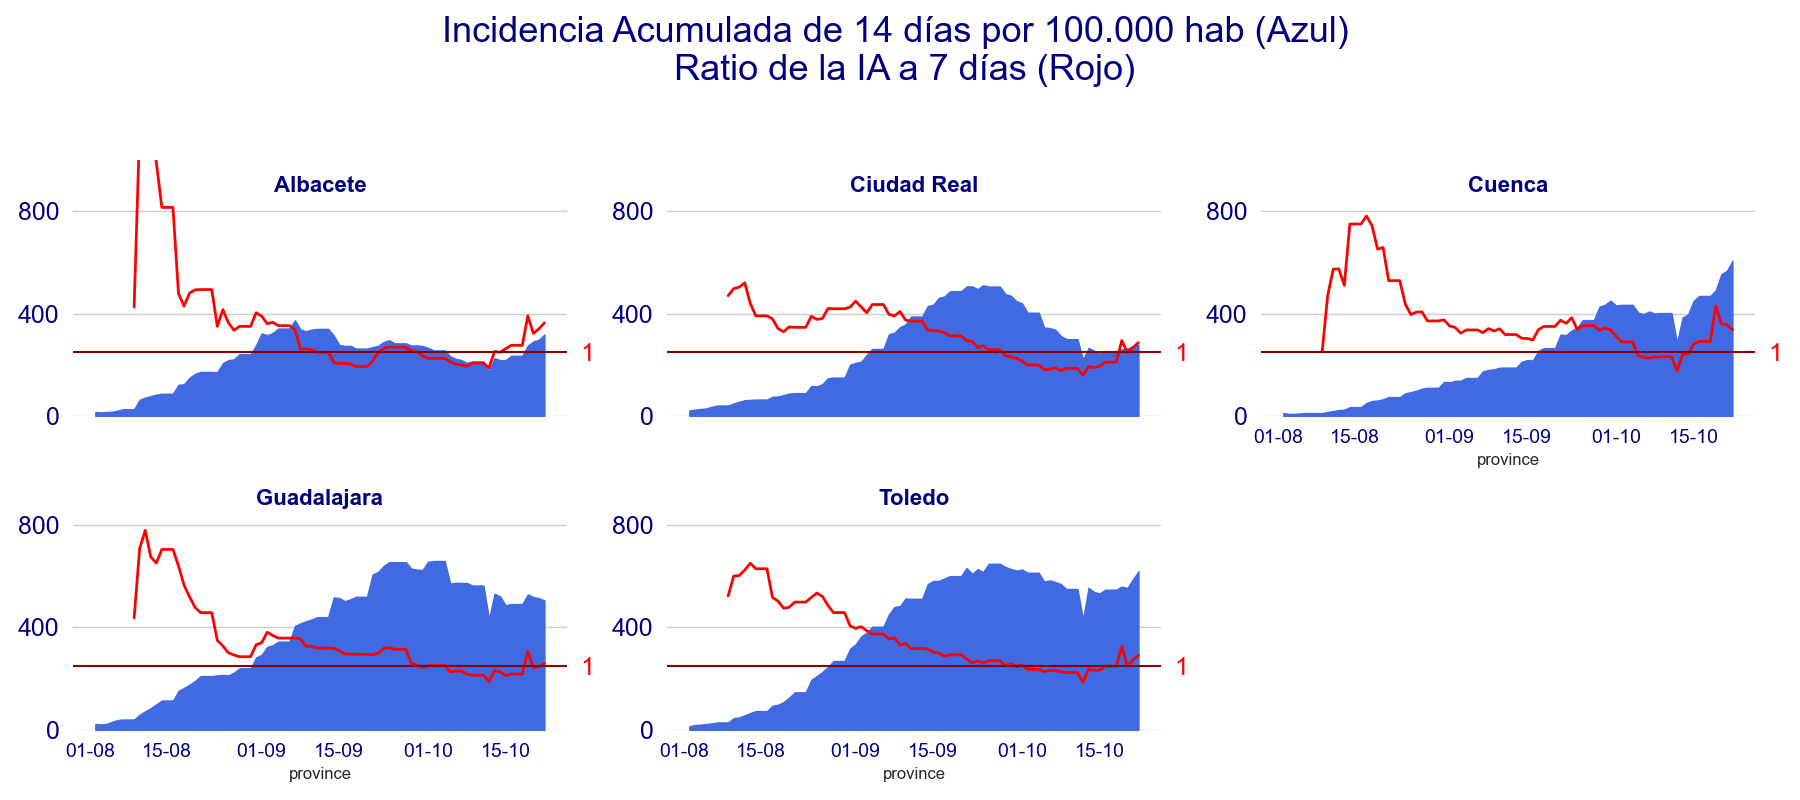 Incidencia Acumulada de 14 días por 100.000 hab (Azul)
Ratio de la IA a 7 días (Rojo)
Albacete
800
400
0
1
Ciudad Real
800
400
0
1
Cuenca
800
400
0
1
01-08 15-08 01-09 15-09 01-10 15-10
province
Guadalajara
800
400
0
1
01-08 15-08 01-09 15-09 01-10 15-10
province
Toledo
800
400
0
1
01-08 15-08 01-09 15-09 01-10 15-10
province